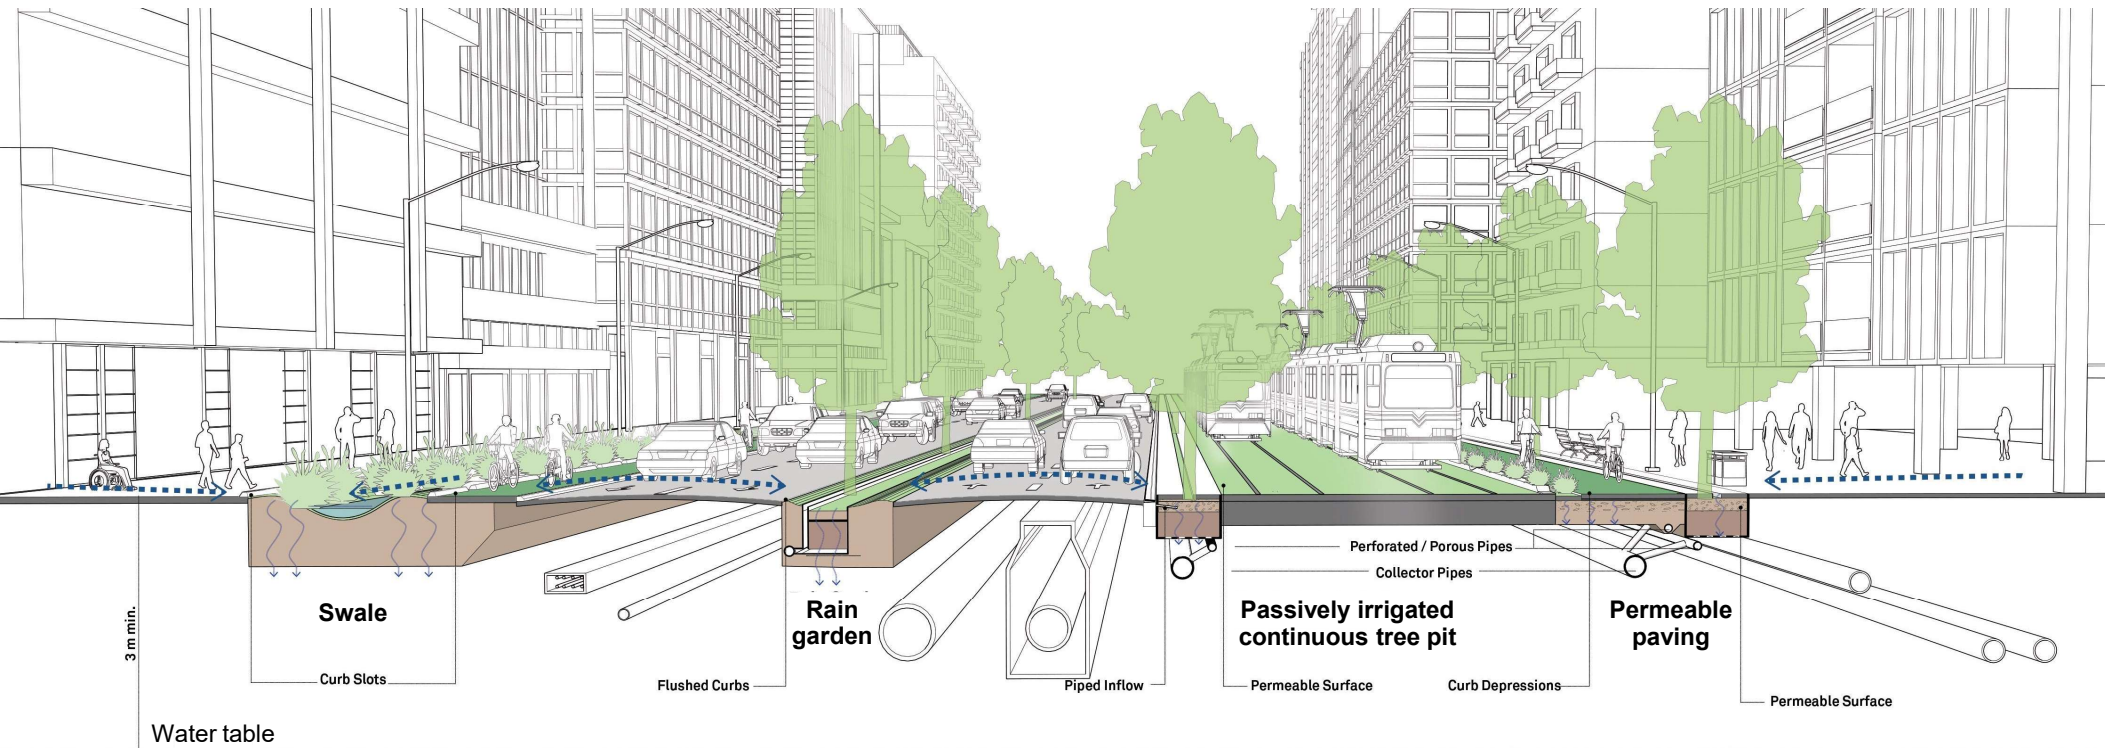 Perforated / Porous Pipes
Collector Pipes
Swale
Rain
garden
Passively irrigated
continuous tree pit
Permeable
paving
3 m min.
Curb Slots
Flushed Curbs
Piped Inflow
Permeable Surface
Curb Depressions
Permeable Surface
Water table